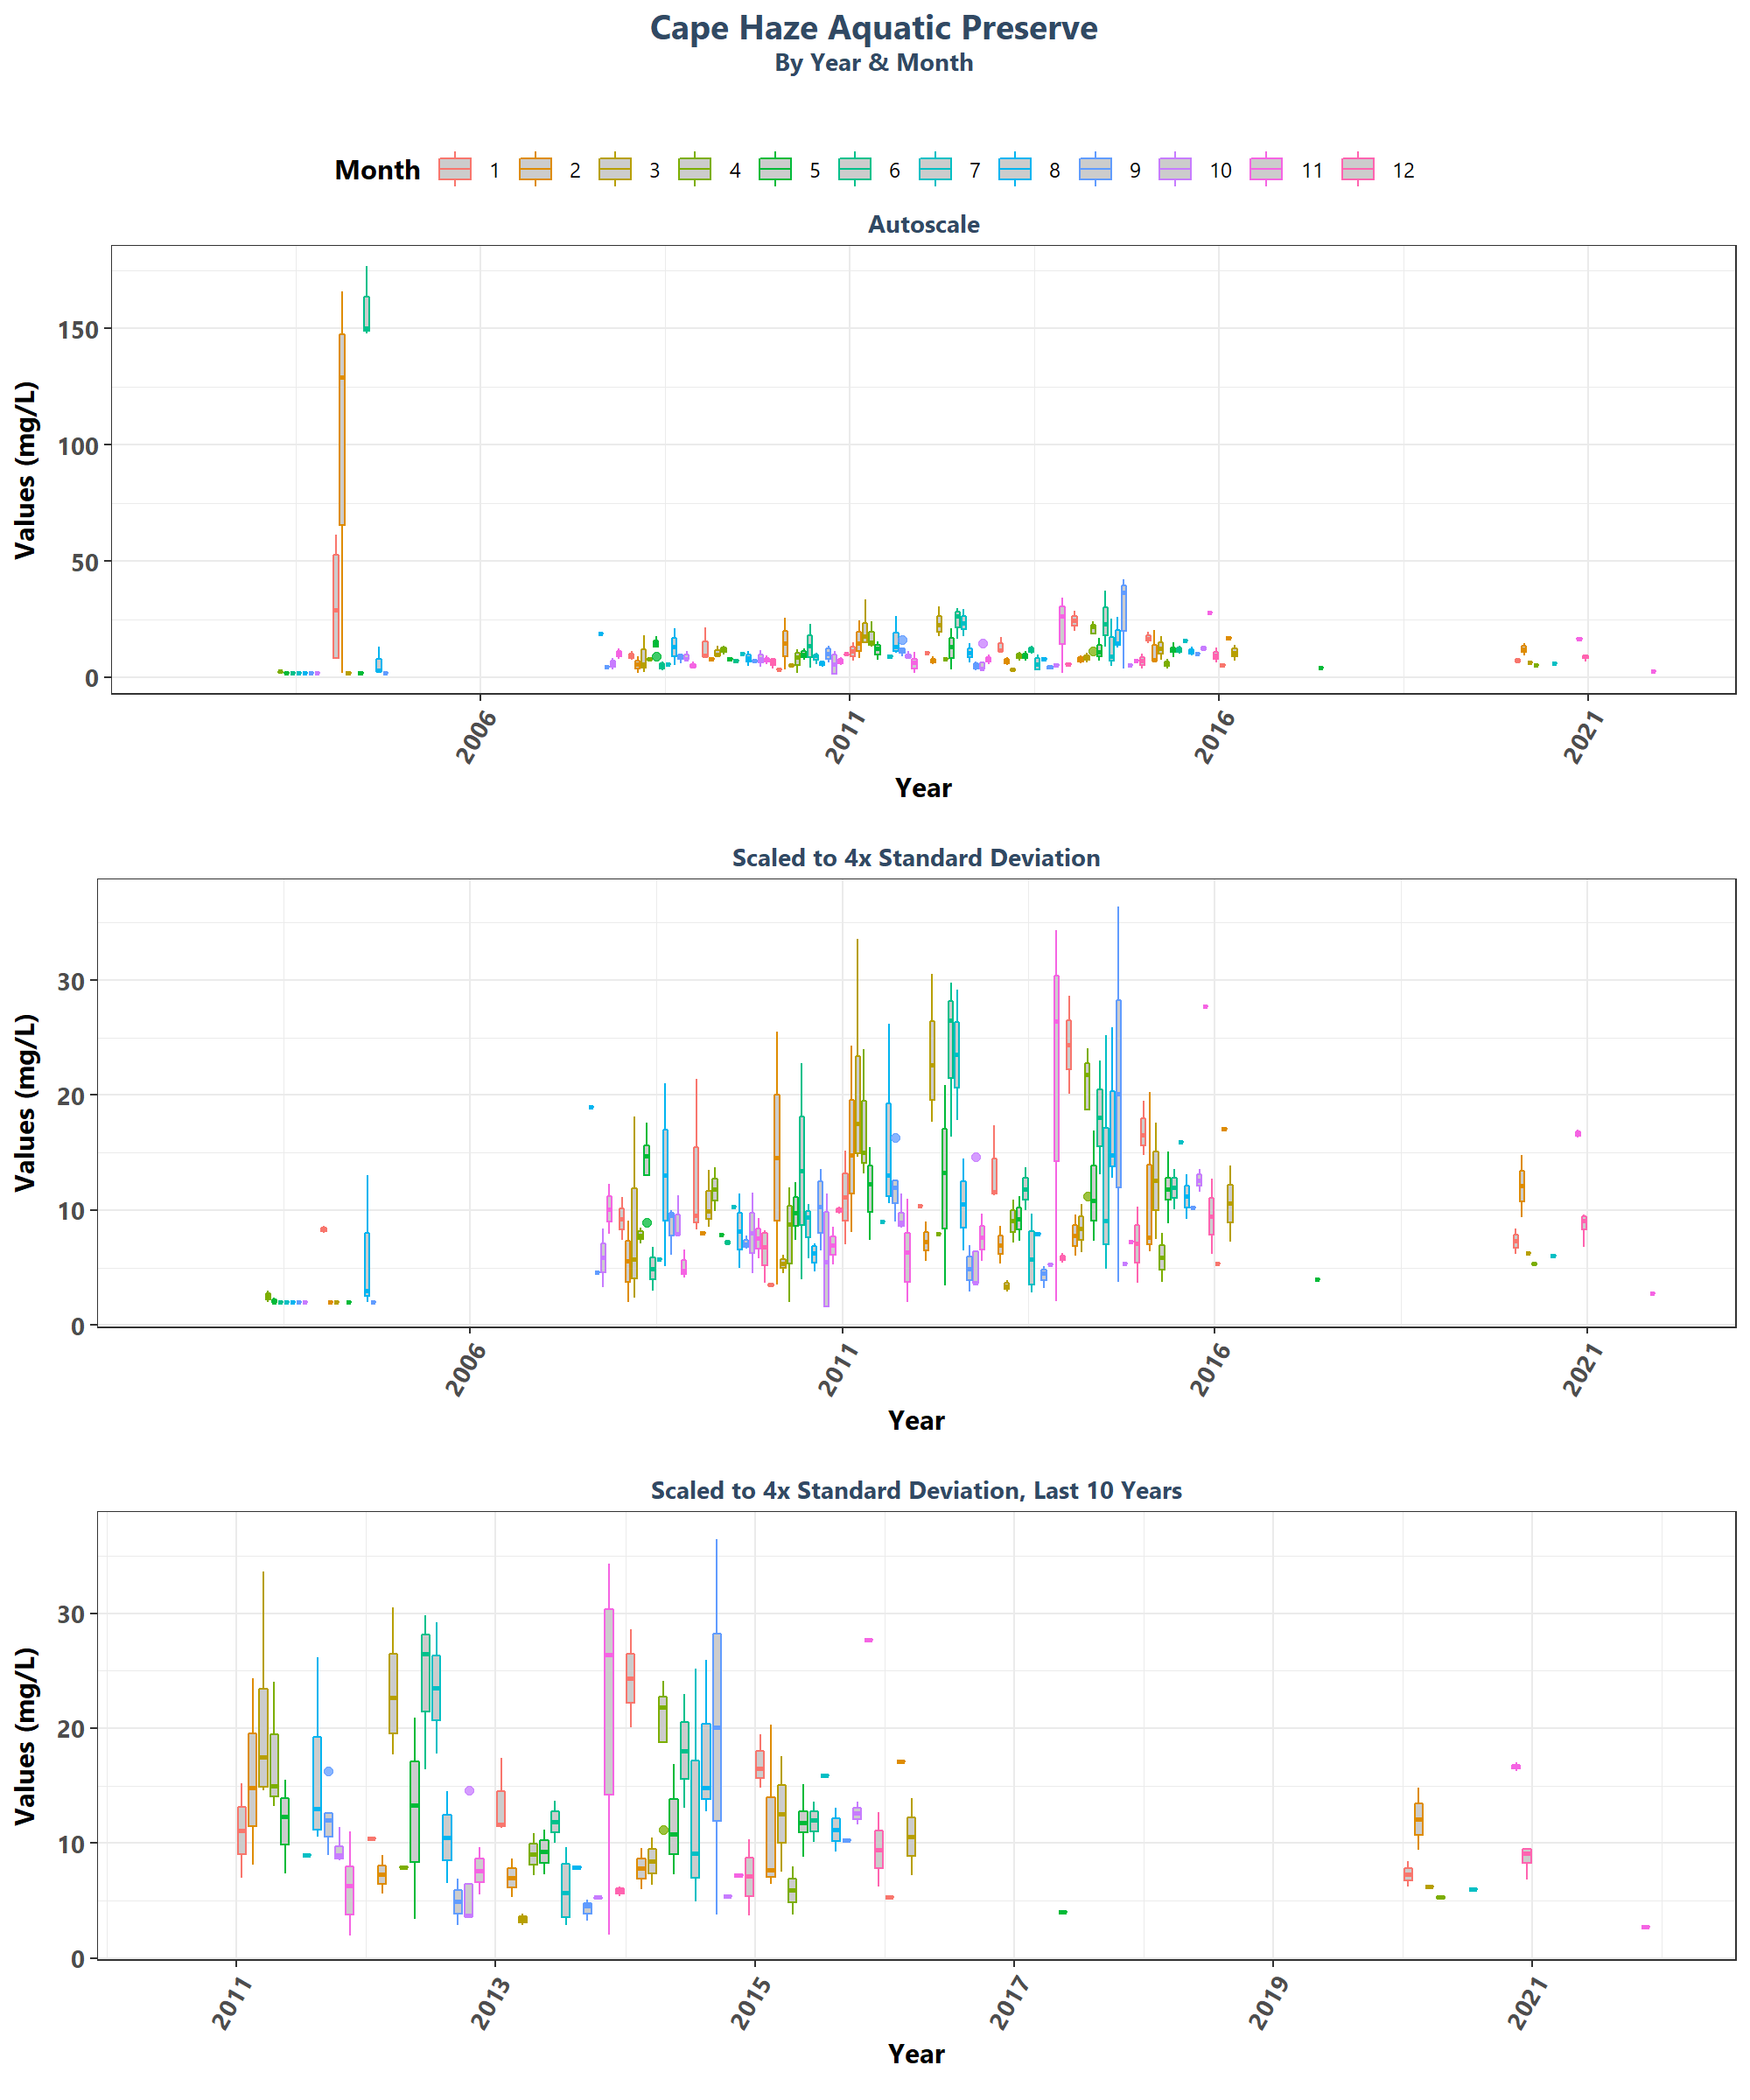 Cape Haze Aquatic Preserve
By Year & Month
Month 1 2 3 4 5 6 7 8 9 10 11 12
Autoscale
Values (mg/L)
150
100
50
0
2006 2011 2016 2021
Year
Scaled to 4x Standard Deviation
Values (mg/L)
30
20
10
0
2006 2011 2016 2021
Year
Scaled to 4x Standard Deviation, Last 10 Years
Values (mg/L)
30
20
10
0
2011 2013 2015 2017 2019 2021
Year